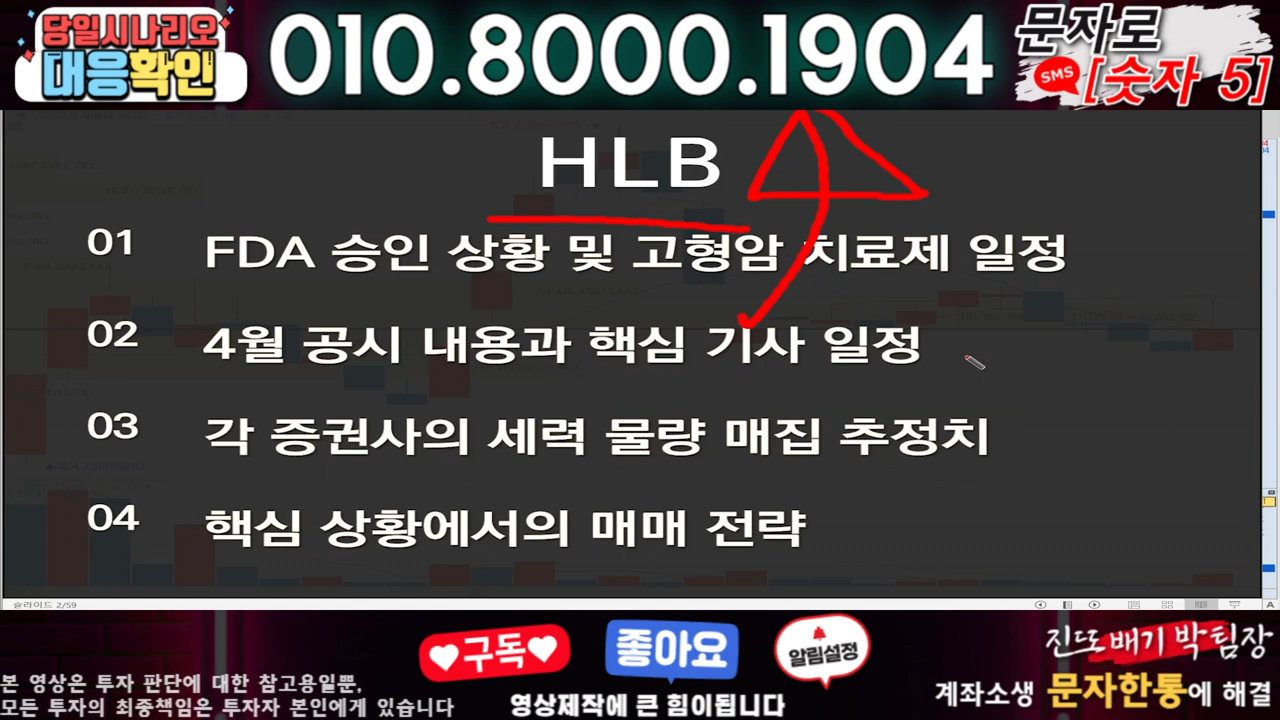 당일시나리오
대응확인
010.8000.1904
문자로
SMS [숫자 5]
HLB
01 FDA 승인 상황 및 고형암 치료제 일정
02 4월 공시 내용과 핵심 기사 일정
03 각 증권사의 세력 물량 매집 추정치
04 핵심 상황에서의 매매 전략
슬라이드 2/59
구독
좋아요
알림설정
영상제작에 큰 힘이됩니다
본 영상은 투자 판단에 대한 참고용일뿐,
모든 투자의 최종책임은 투자자 본인에게 있습니다
진또배기 박팀장
계좌소생 문자한통에 해결